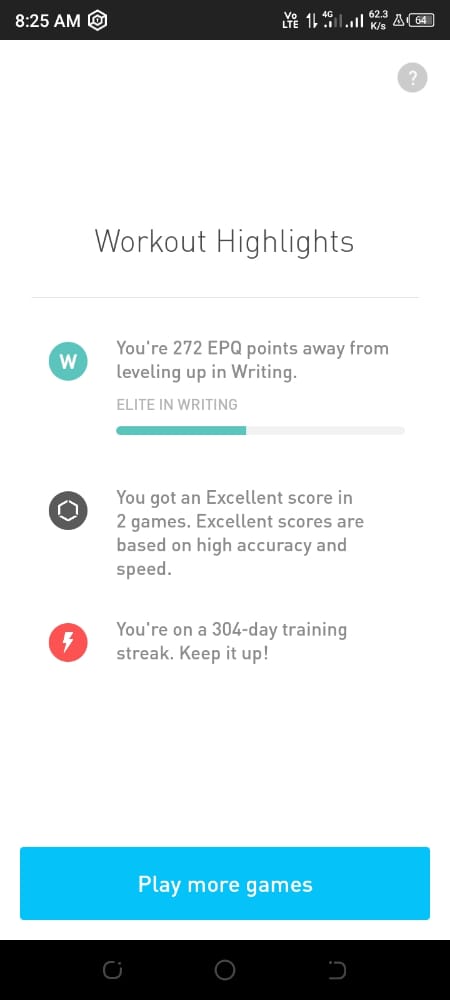 8:25 AM
Vo LTE 4G 62.3 K/s 64
?
Workout Highlights
W
You're 272 EPQ points away from
leveling up in Writing.
ELITE IN WRITING
You got an Excellent score in
2 games. Excellent scores are
based on high accuracy and
speed.
You're on a 304-day training
streak. Keep it up!
Play more games